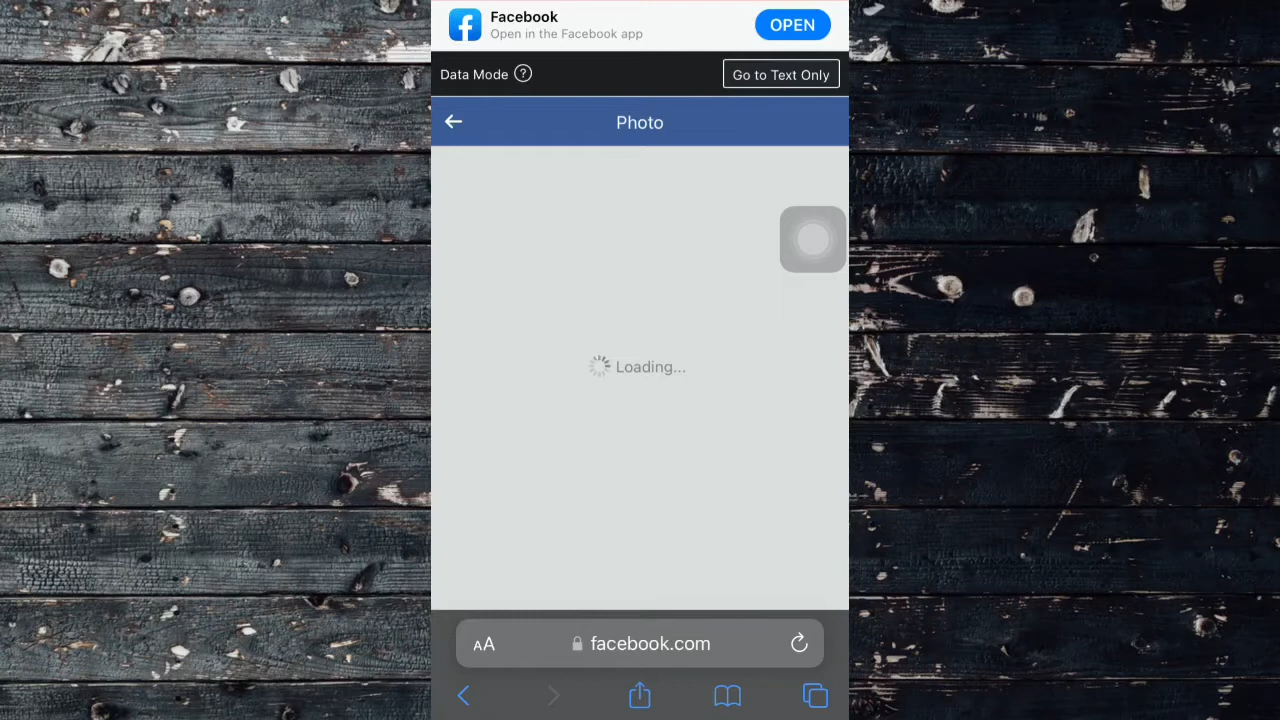 Facebook
Open in the Facebook app
OPEN
Data Mode ?
Go to Text Only
Photo
Loading...
AA
facebook.com